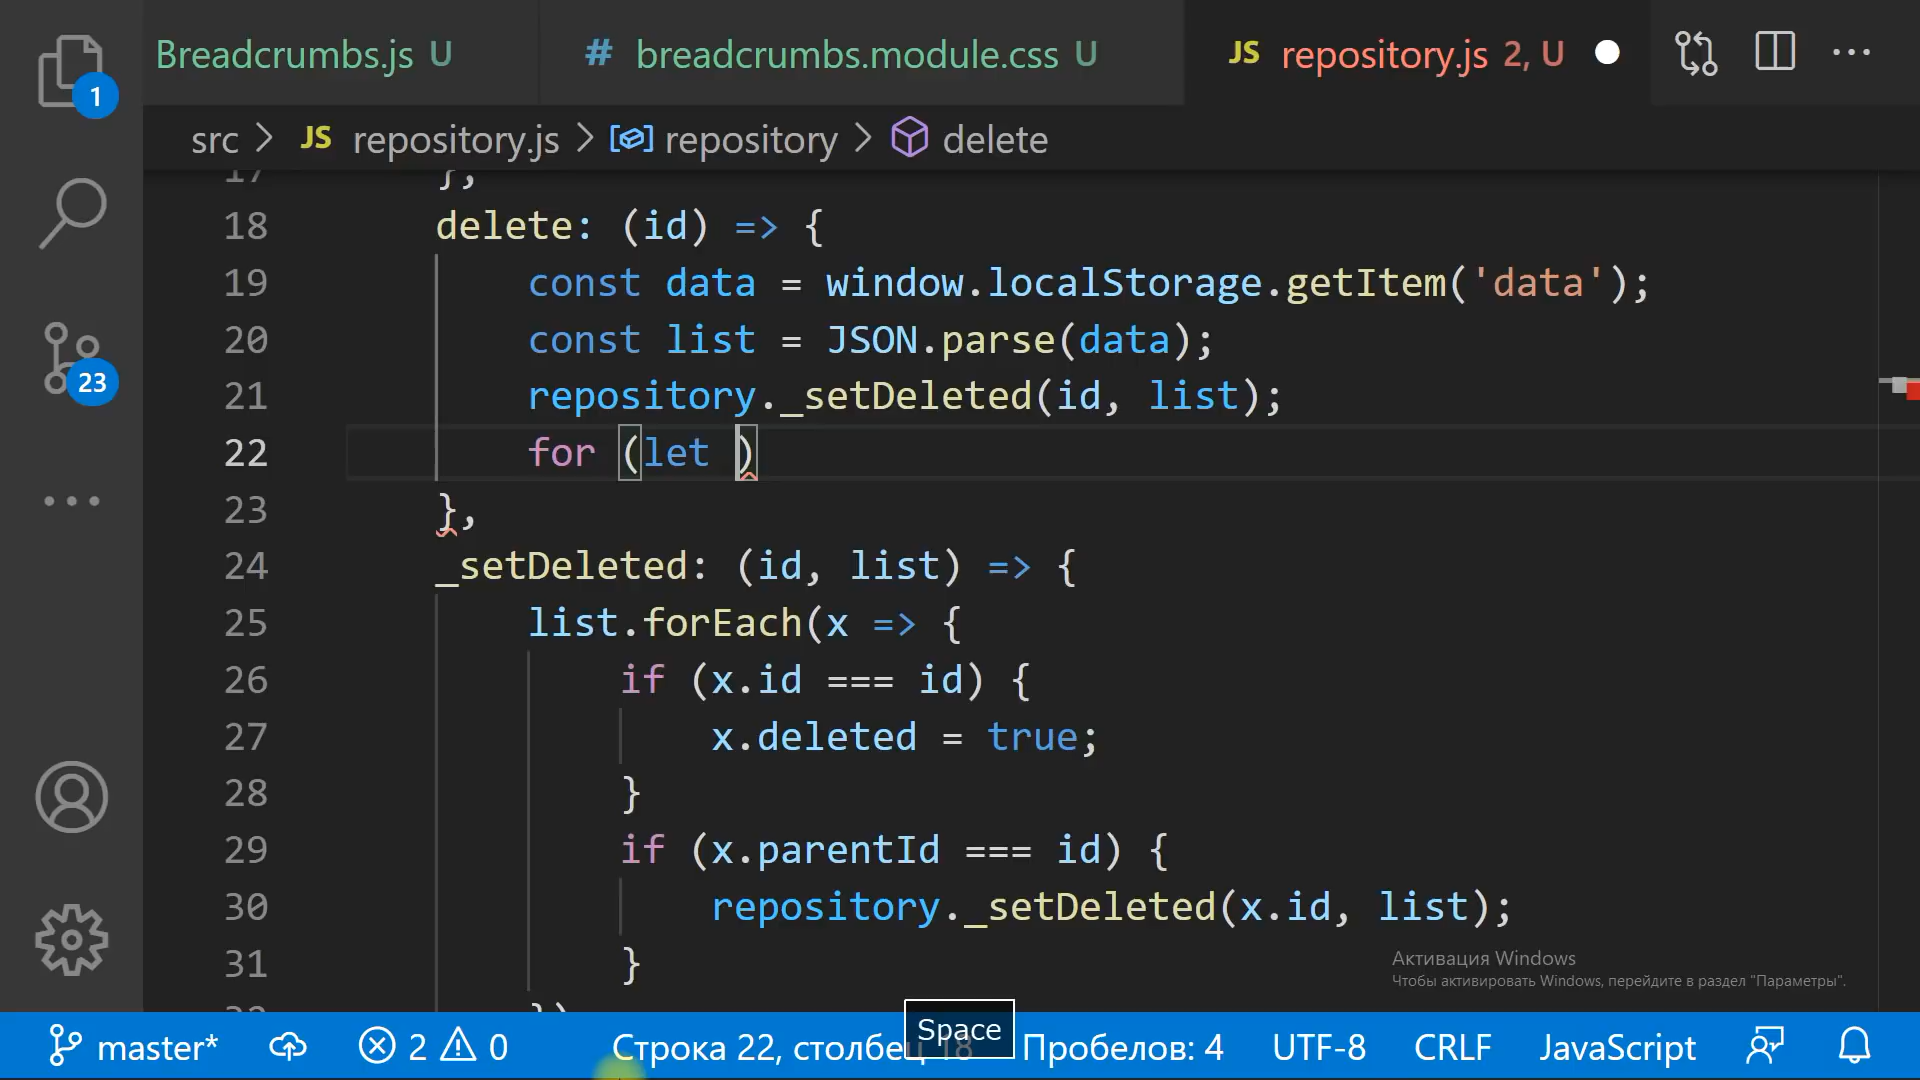 1
Breadcrumbs.js U
# breadcrumbs.module.css U
JS repository.js 2, U
src > JS repository.js > repository > delete
17 },
18 delete: (id) => {
19 const data = window.localStorage.getItem('data');
20 const list = JSON.parse(data);
21 repository._setDeleted(id, list);
22 for (let )
23 },
24 _setDeleted: (id, list) => {
25 list.forEach(x => {
26 if (x.id === id) {
27 x.deleted = true;
28 }
29 if (x.parentId === id) {
30 repository._setDeleted(x.id, list);
31 }
})
23
Активация Windows
Чтобы активировать Windows, перейдите в раздел "Параметры".
Space
master* 2 0 Строка 22, столбец 18 Пробелов: 4 UTF-8 CRLF JavaScript